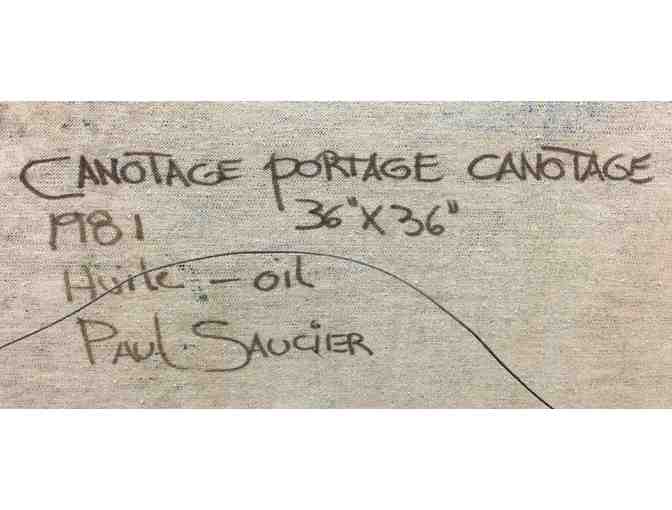 CANOTAGE PORTAGE CANOTAGE
1981 36"X36"
Huile - oil
PAUL SAUCIER